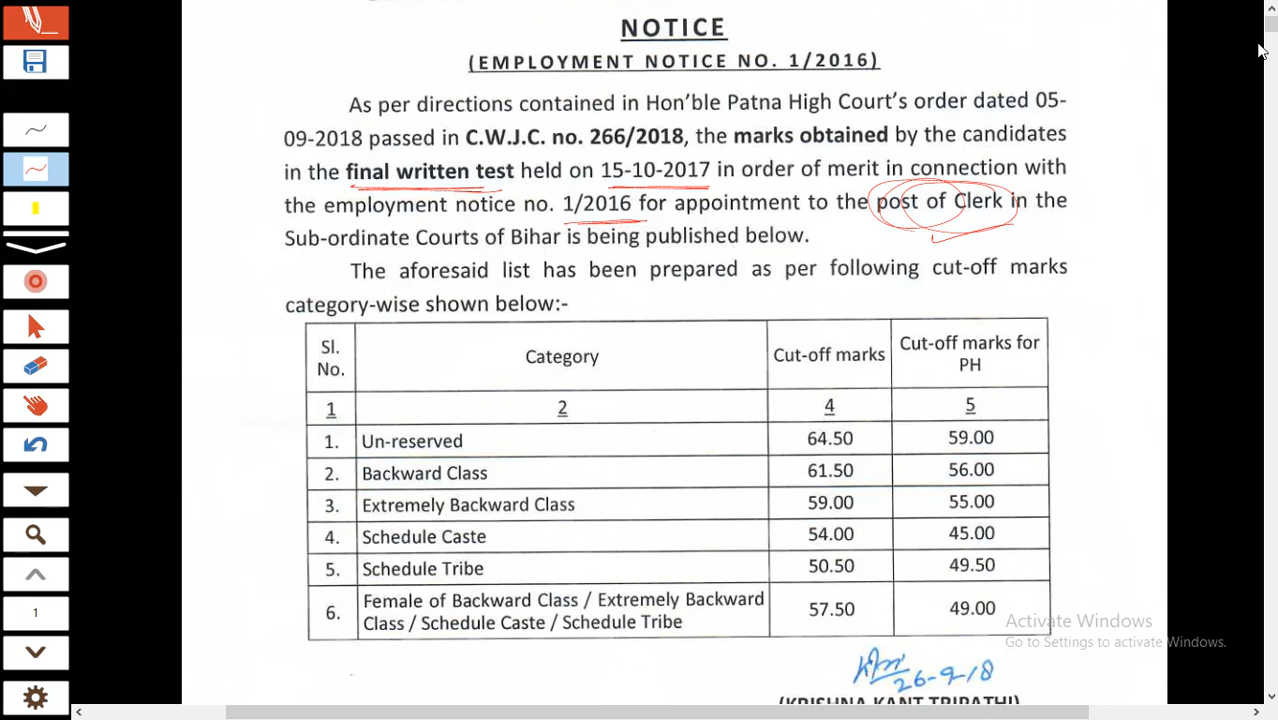 NOTICE
(EMPLOYMENT NOTICE NO. 1/2016)
As per directions contained in Hon'ble Patna High Court's order dated 05-
09-2018 passed in C.W.J.C. no. 266/2018, the marks obtained by the candidates
in the final written test held on 15-10-2017 in order of merit in connection with
the employment notice no. 1/2016 for appointment to the post of Clerk in the
Sub-ordinate Courts of Bihar is being published below.
The aforesaid list has been prepared as per following cut-off marks
category-wise shown below:-
Sl. No. Category Cut-off marks Cut-off marks for PH
1 2 4 5
1. Un-reserved 64.50 59.00
2. Backward Class 61.50 56.00
3. Extremely Backward Class 59.00 55.00
4. Schedule Caste 54.00 45.00
5. Schedule Tribe 50.50 49.50
6. Female of Backward Class / Extremely Backward Class / Schedule Caste / Schedule Tribe 57.50 49.00
Activate Windows
Go to Settings to activate Windows.
26-9-18
(KRISHNA KANT TRIPATHI)
1